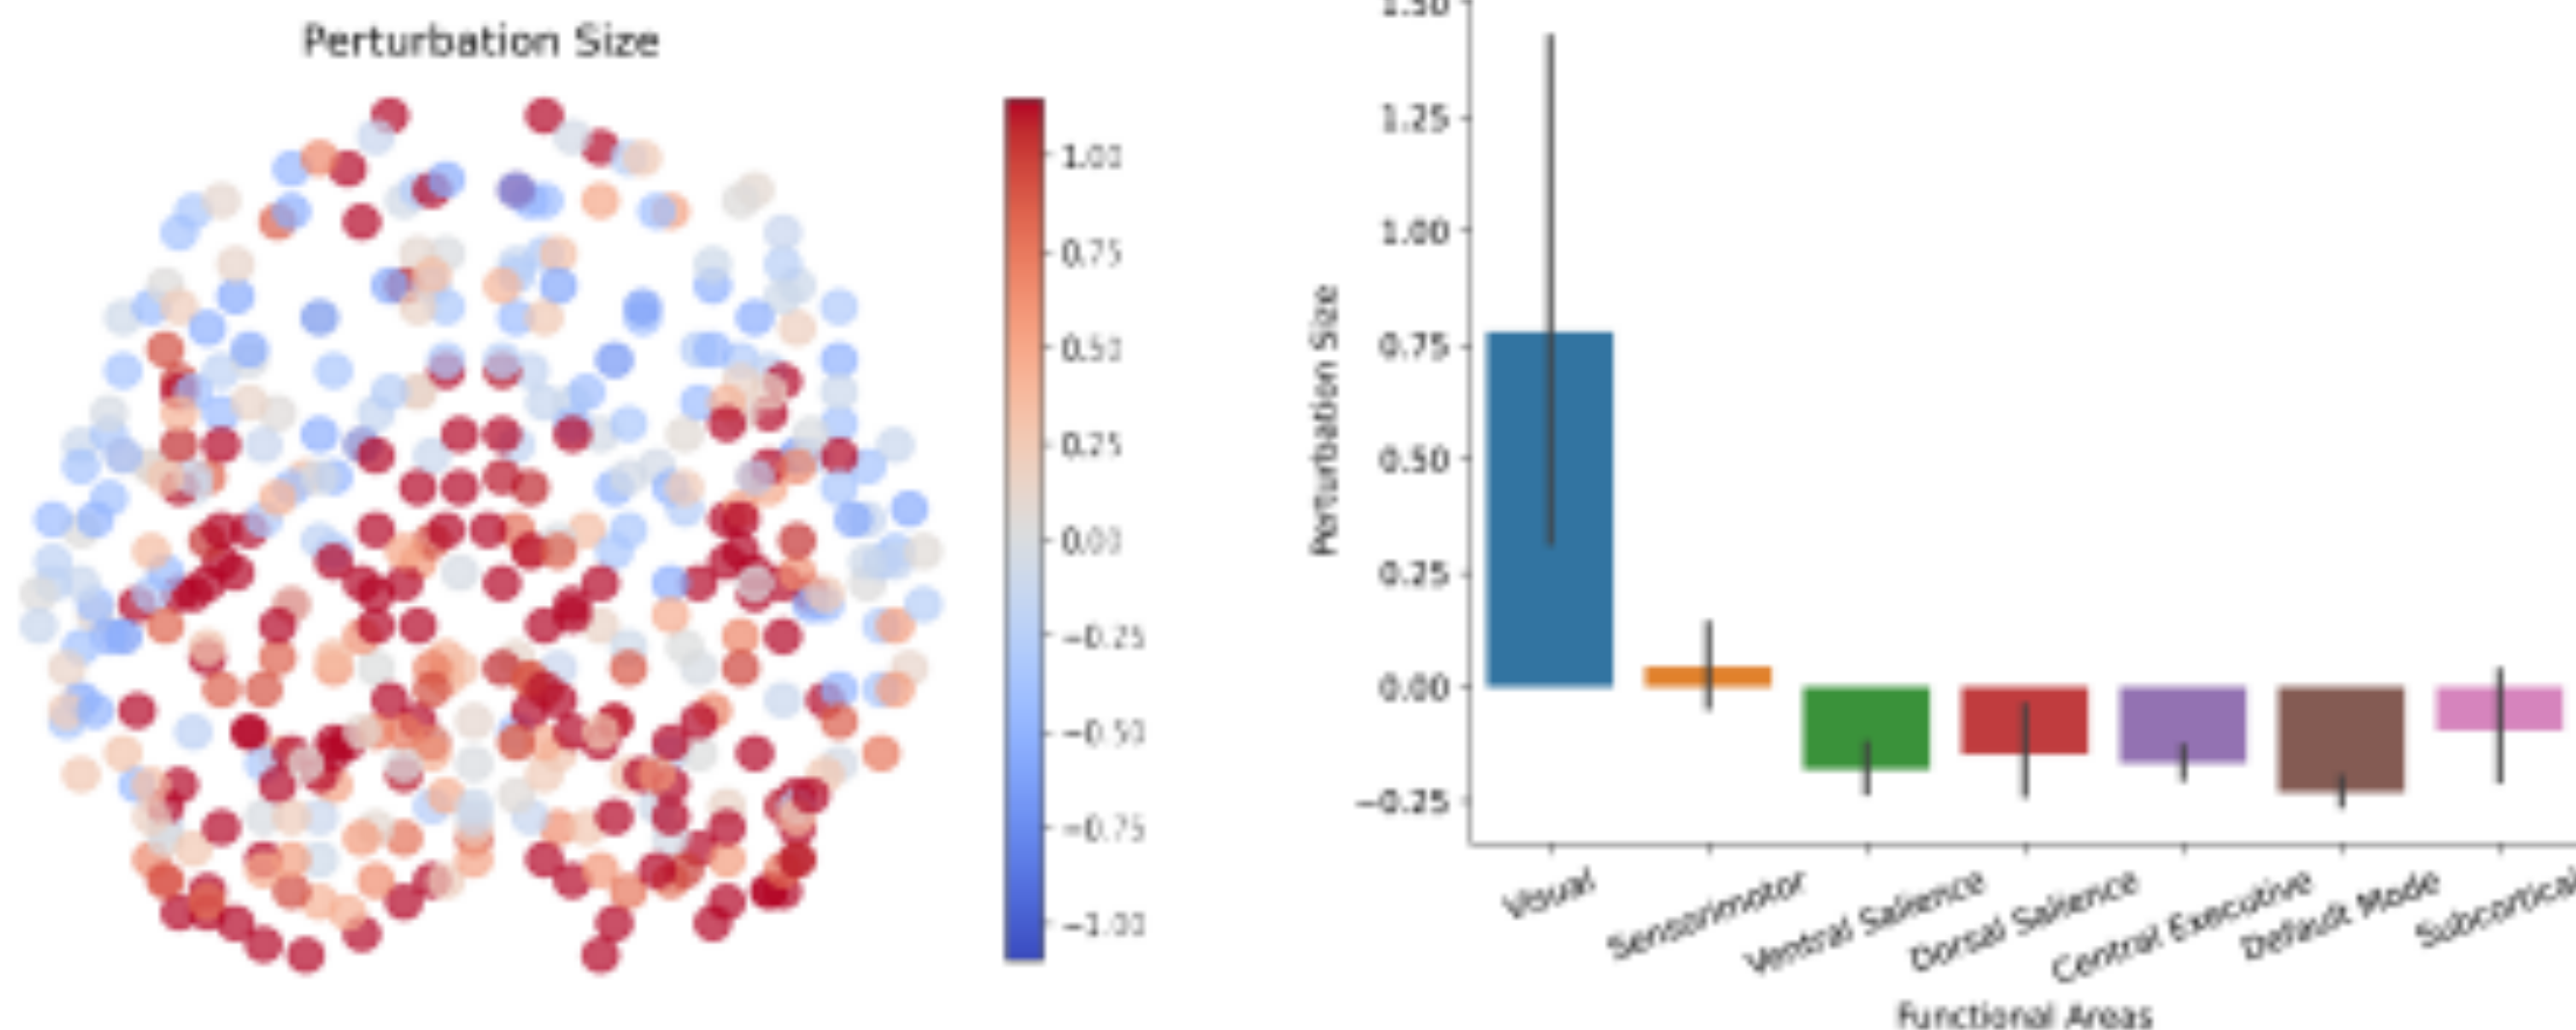 Perturbation Size
1.00
0.75
0.50
0.25
0.00
−0.25
−0.50
−0.75
−1.00
Perturbation Size
1.50
1.25
1.00
0.75
0.50
0.25
0.00
−0.25
Visual
Sensorimotor
Ventral Salience
Dorsal Salience
Central Executive
Default Mode
Subcortical
Functional Areas